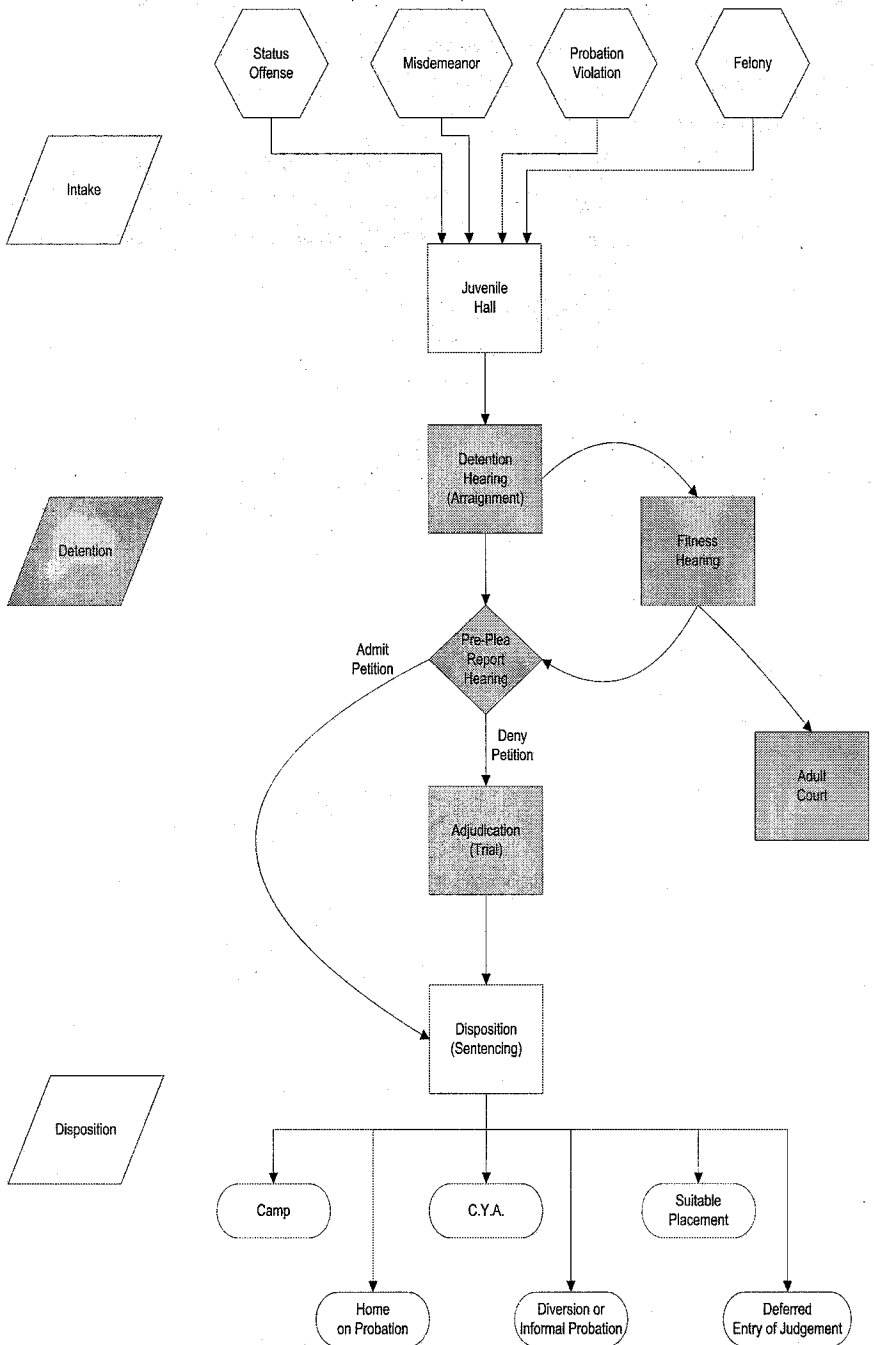 Status
Offense
Misdemeanor
Probation
Violation
Felony
Intake
Juvenile
Hall
Detention
Hearing
(Arraignment)
Detention
Fitness
Hearing
Pre-Plea
Report
Hearing
Admit
Petition
Deny
Petition
Adult
Court
Adjudication
(Trial)
Disposition
(Sentencing)
Disposition
Camp
C.Y.A.
Suitable
Placement
Home
on Probation
Diversion or
Informal Probation
Deferred
Entry of Judgement